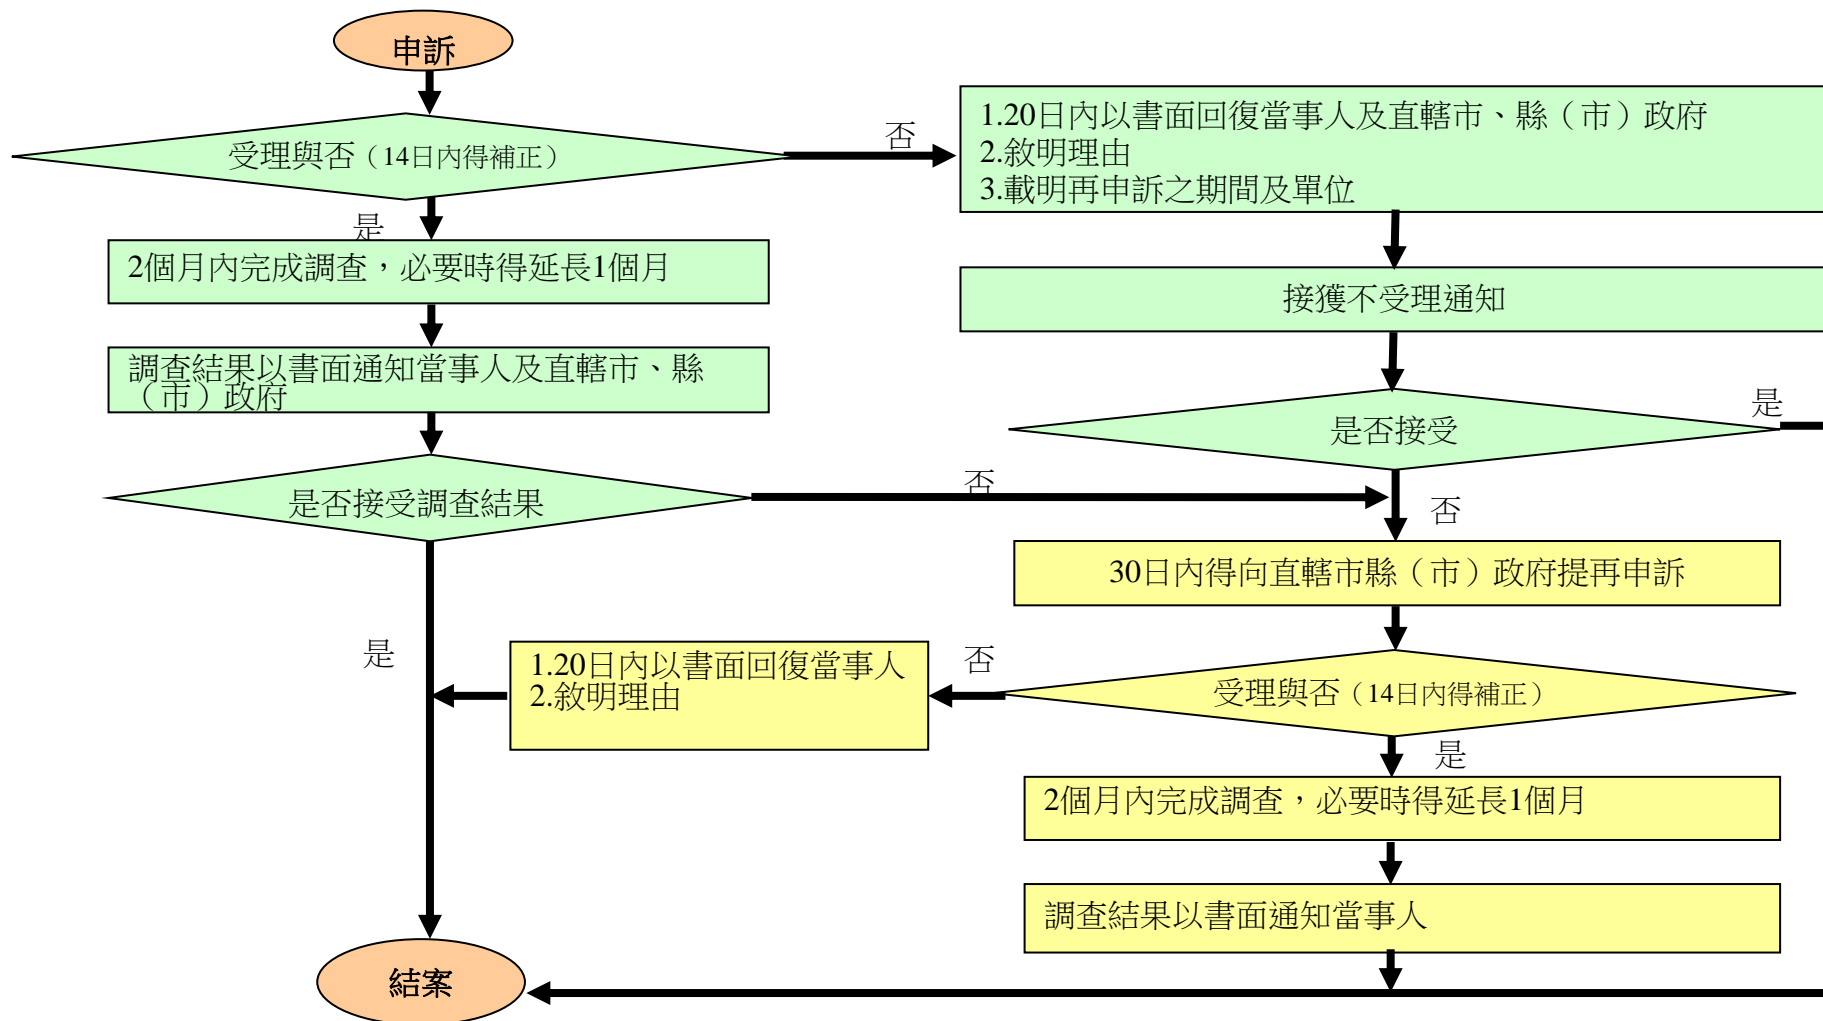 申訴
受理與否（14日內得補正）
否
1.20日內以書面回復當事人及直轄市、縣（市）政府
2.敘明理由
3.載明再申訴之期間及單位
是
2個月內完成調查，必要時得延長1個月
接獲不受理通知
調查結果以書面通知當事人及直轄市、縣
（市）政府
是否接受
是
是否接受調查結果
否
否
30日內得向直轄市縣（市）政府提再申訴
是
1.20日內以書面回復當事人
2.敘明理由
否
受理與否（14日內得補正）
是
2個月內完成調查，必要時得延長1個月
調查結果以書面通知當事人
結案